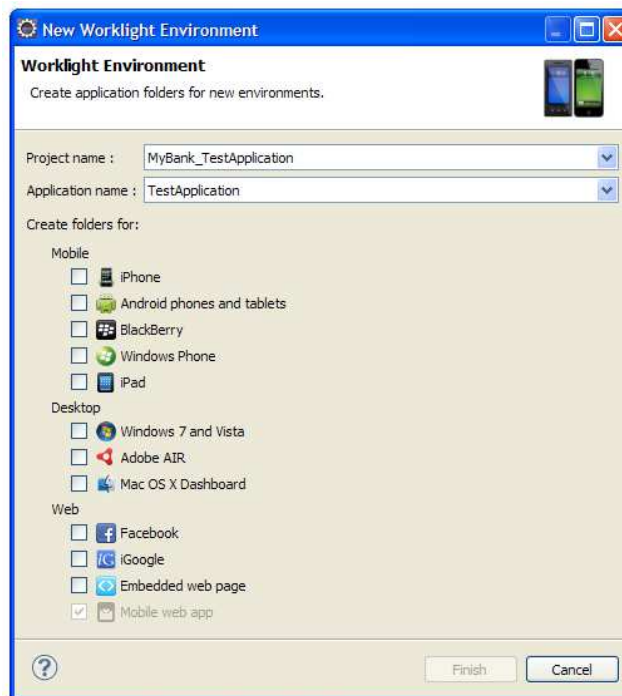 New Worklight Environment
Worklight Environment
Create application folders for new environments.
Project name : MyBank_TestApplication
Application name : TestApplication
Create folders for:
Mobile
iPhone
Android phones and tablets
BlackBerry
Windows Phone
iPad
Desktop
Windows 7 and Vista
Adobe AIR
Mac OS X Dashboard
Web
Facebook
iGoogle
Embedded web page
Mobile web app
Finish Cancel